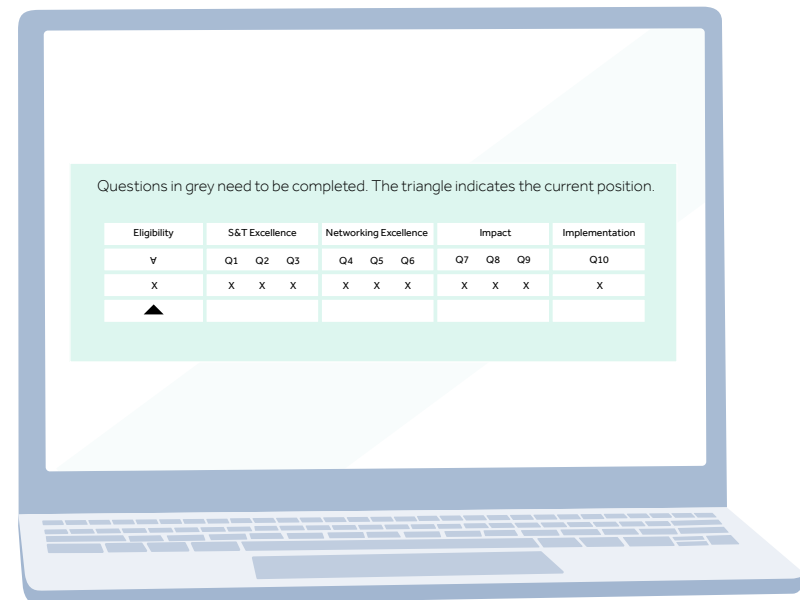 Questions in grey need to be completed. The triangle indicates the current position.
Eligibility S&T Excellence Networking Excellence Impact Implementation
∀ Q1 Q2 Q3 Q4 Q5 Q6 Q7 Q8 Q9 Q10
X X X X X X X X X X X